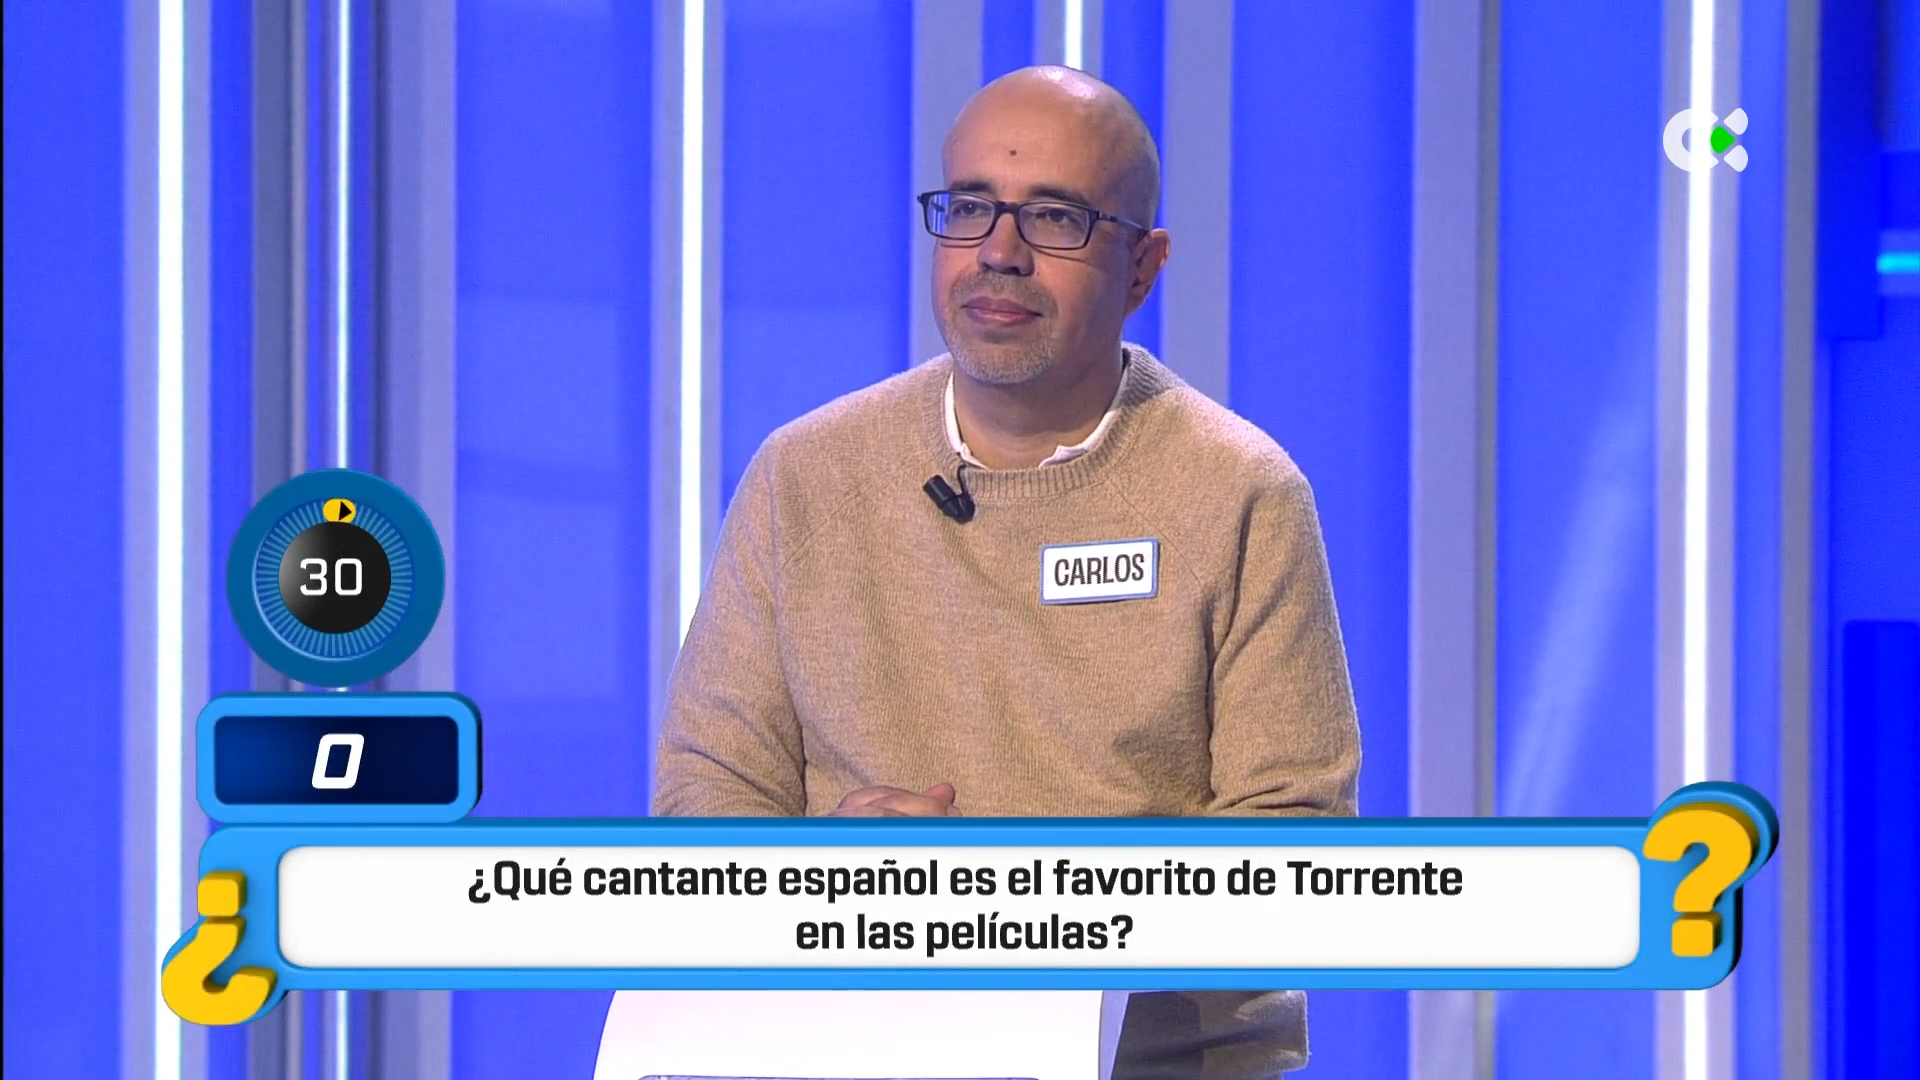 CARLOS
30
0
¿Qué cantante español es el favorito de Torrente
en las películas?